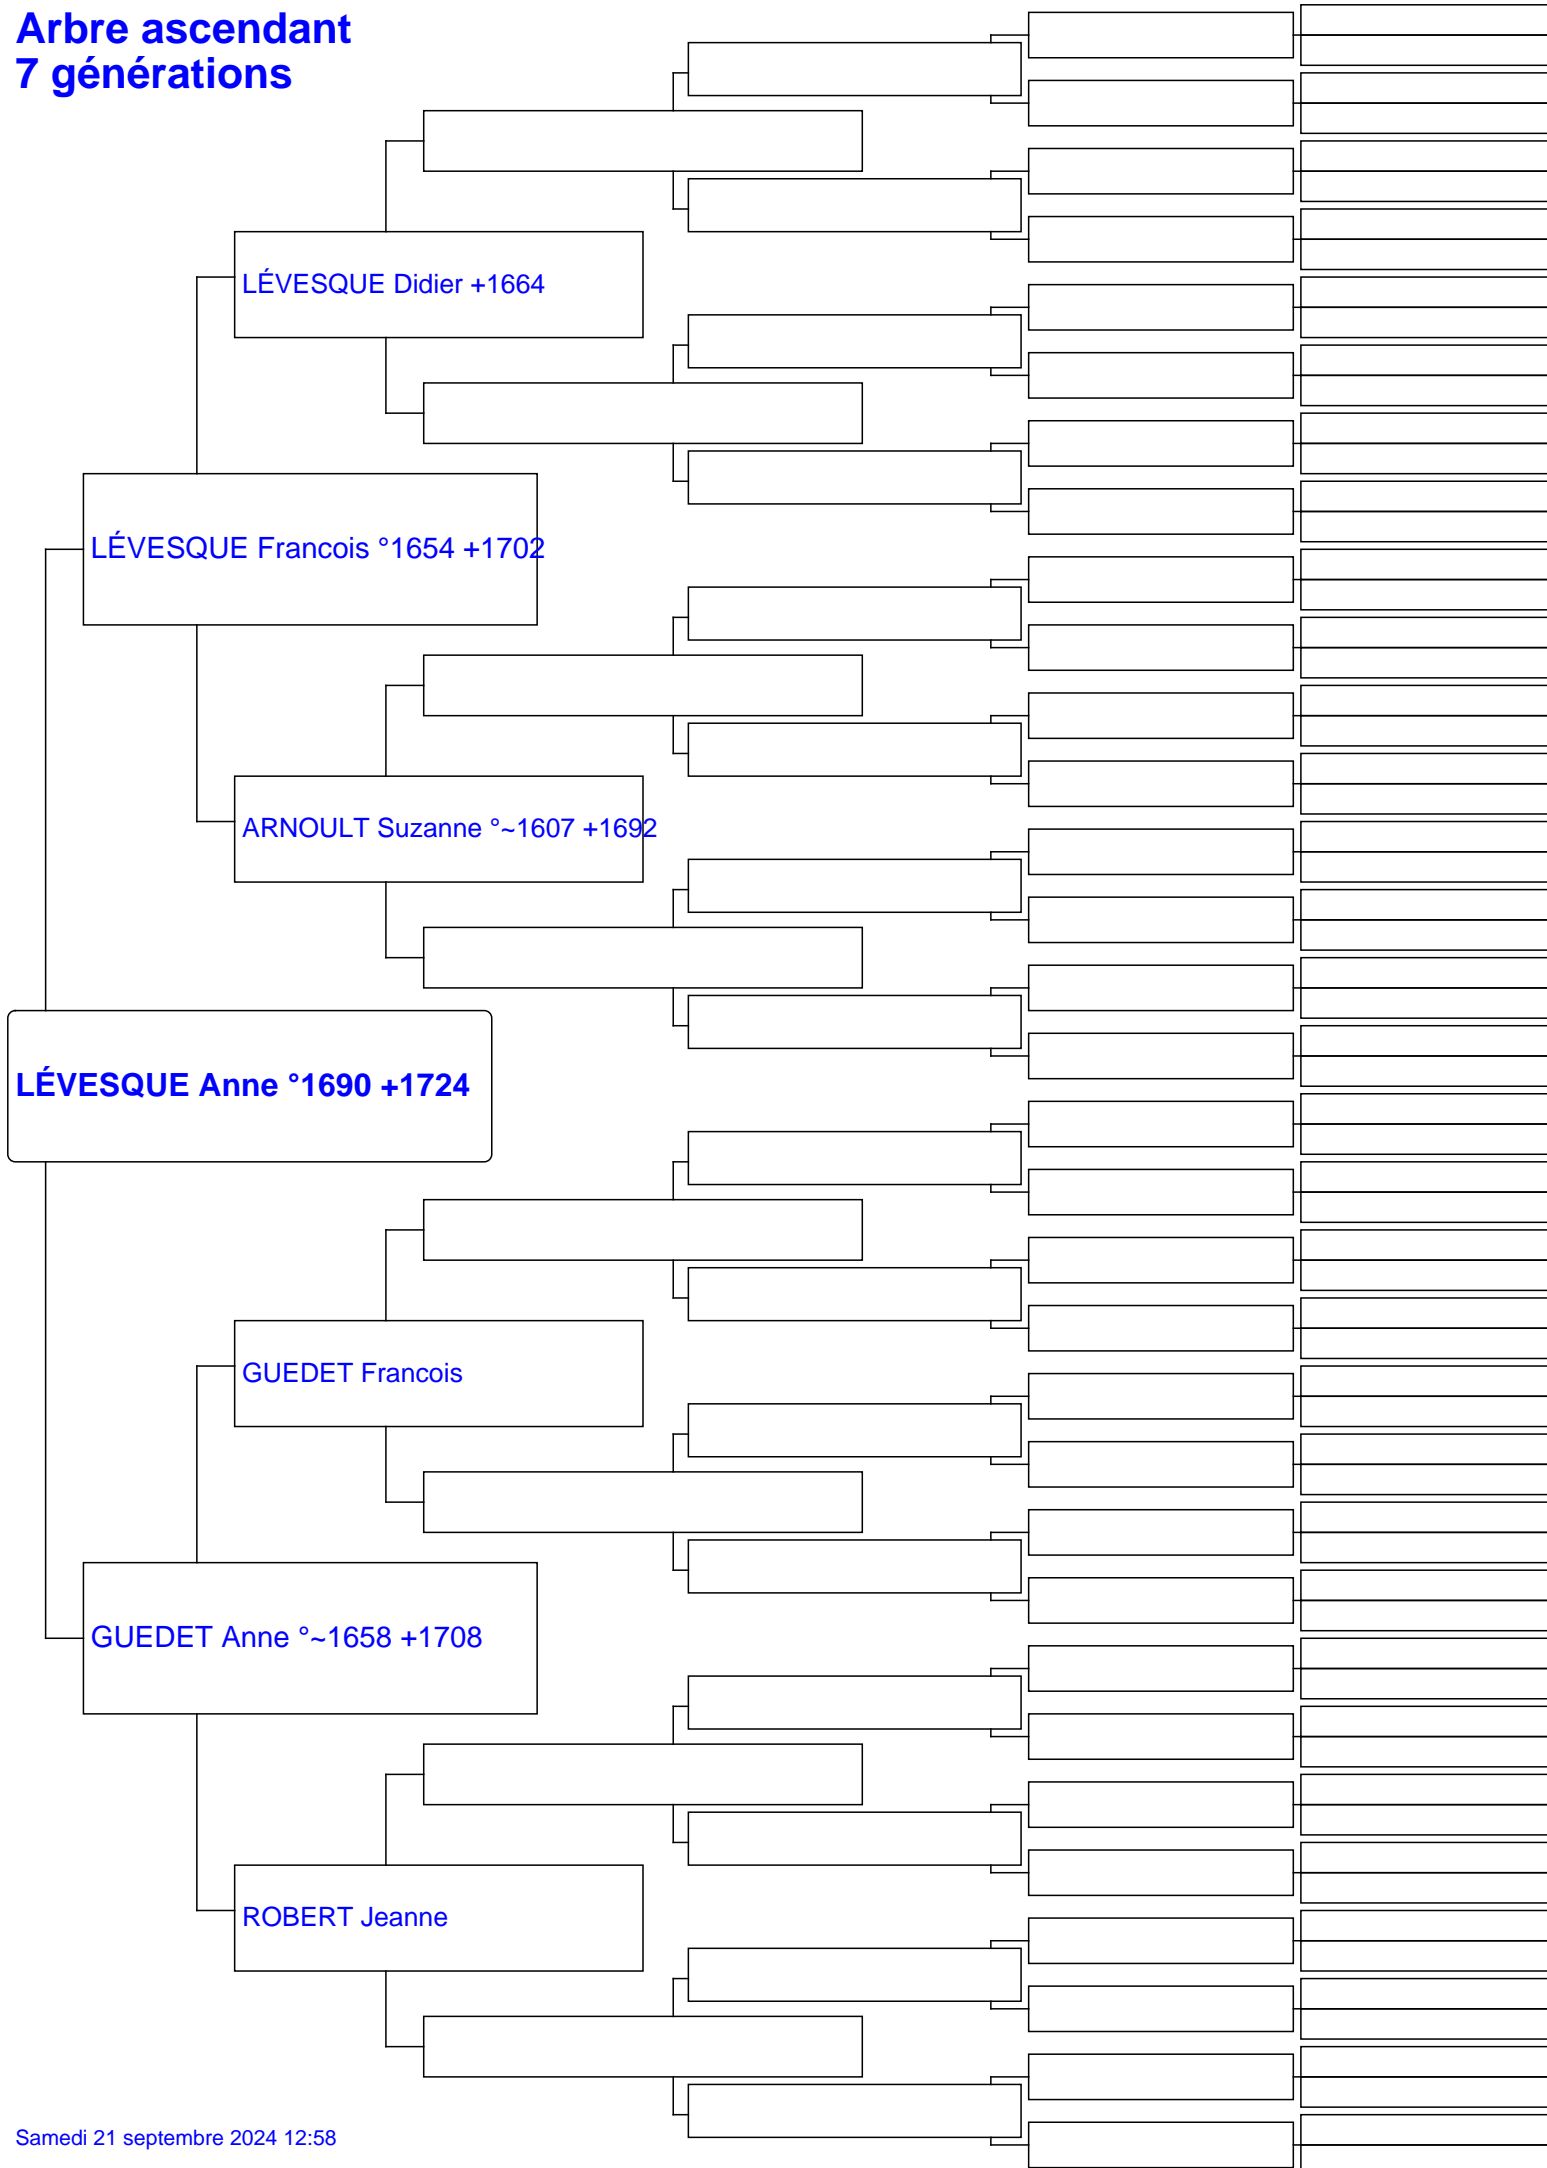 Arbre ascendant
7 générations
LÉVESQUE Didier +1664
LÉVESQUE Francois °1654 +1702
ARNOULT Suzanne °~1607 +1692
LÉVESQUE Anne °1690 +1724
GUEDET Francois
GUEDET Anne °~1658 +1708
ROBERT Jeanne
Samedi 21 septembre 2024 12:58